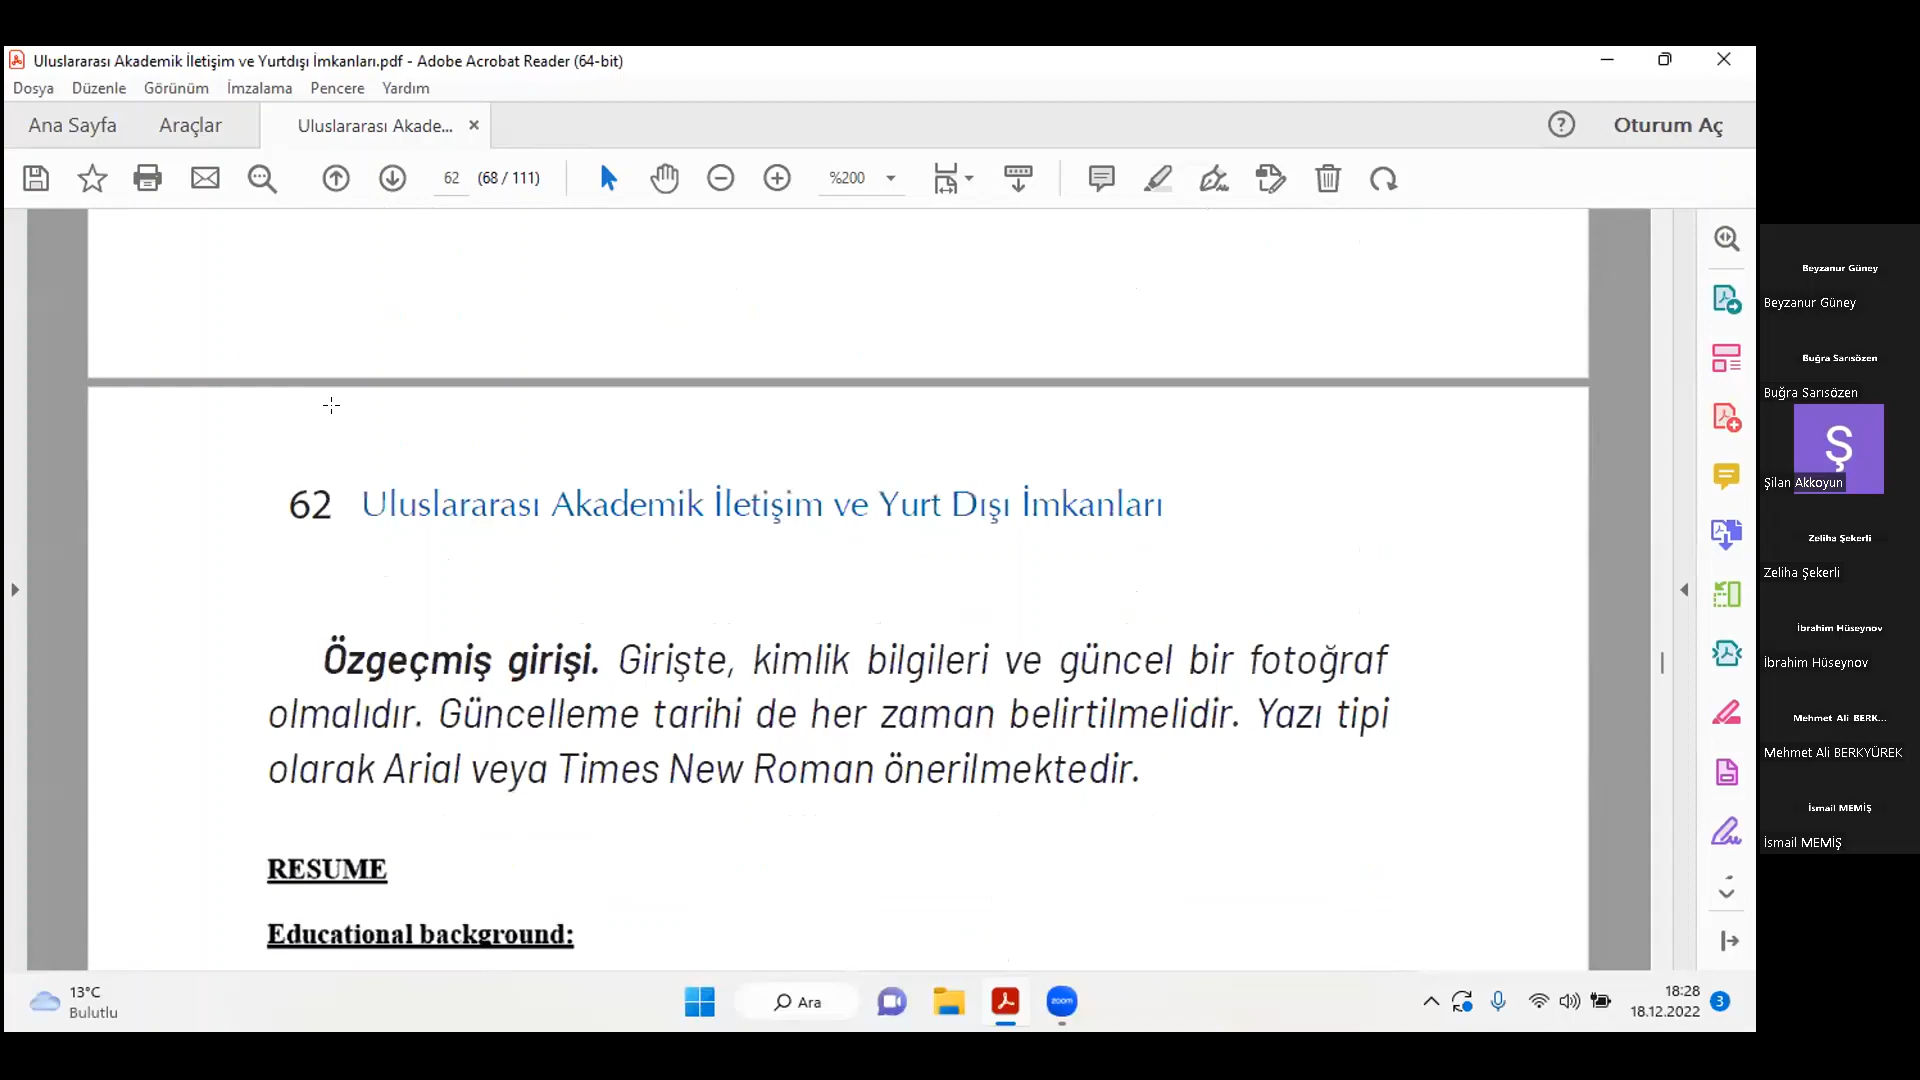 Uluslararası Akademik İletişim ve Yurtdışı İmkanları.pdf - Adobe Acrobat Reader (64-bit)
Dosya Düzenle Görünüm İmzalama Pencere Yardım
Ana Sayfa Araçlar Uluslararası Akade... Oturum Aç
62 (68 / 111) %200
62 Uluslararası Akademik İletişim ve Yurt Dışı İmkanları
Özgeçmiş girişi. Girişte, kimlik bilgileri ve güncel bir fotoğraf
olmalıdır. Güncelleme tarihi de her zaman belirtilmelidir. Yazı tipi
olarak Arial veya Times New Roman önerilmektedir.
RESUME
Educational background:
Beyzanur Güney
Beyzanur Güney
Buğra Sarısözen
Buğra Sarısözen
Ş
Şilan Akkoyun
Zeliha Şekerli
Zeliha Şekerli
İbrahim Hüseynov
İbrahim Hüseynov
Mehmet Ali BERK...
Mehmet Ali BERKYÜREK
İsmail MEMİŞ
İsmail MEMİŞ
13°C
Bulutlu
Ara
zoom
18:28
18.12.2022
3